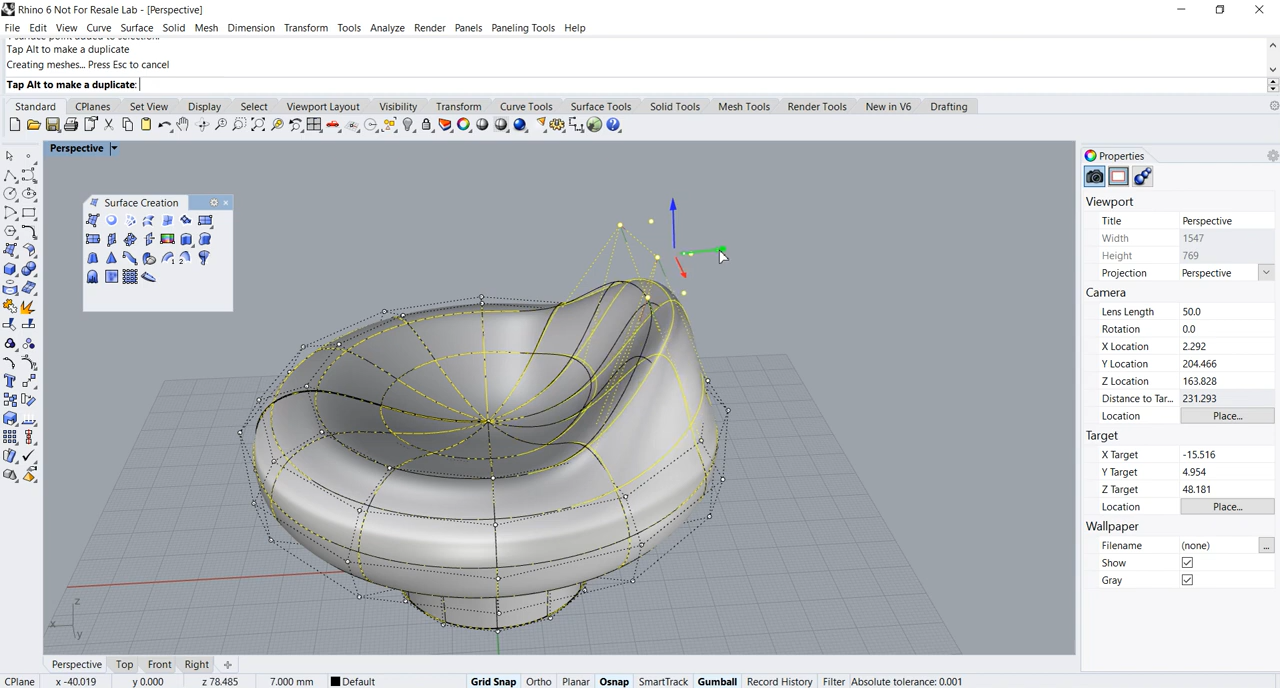 Rhino 6 Not For Resale Lab - [Perspective]
File Edit View Curve Surface Solid Mesh Dimension Transform Tools Analyze Render Panels Paneling Tools Help
Tap Alt to make a duplicate
Creating meshes... Press Esc to cancel
Tap Alt to make a duplicate:
Standard CPlanes Set View Display Select Viewport Layout Visibility Transform Curve Tools Surface Tools Solid Tools Mesh Tools Render Tools New in V6 Drafting
Perspective
Surface Creation
Properties
Viewport
Title Perspective
Width 1547
Height 769
Projection Perspective
Camera
Lens Length 50.0
Rotation 0.0
X Location 2.292
Y Location 204.466
Z Location 163.828
Distance to Tar... 231.293
Location Place...
Target
X Target -15.516
Y Target 4.954
Z Target 48.181
Location Place...
Wallpaper
Filename (none) ...
Show
Gray
z
x
y
Perspective Top Front Right
CPlane x -40.019 y 0.000 z 78.485 7.000 mm Default Grid Snap Ortho Planar Osnap SmartTrack Gumball Record History Filter Absolute tolerance: 0.001